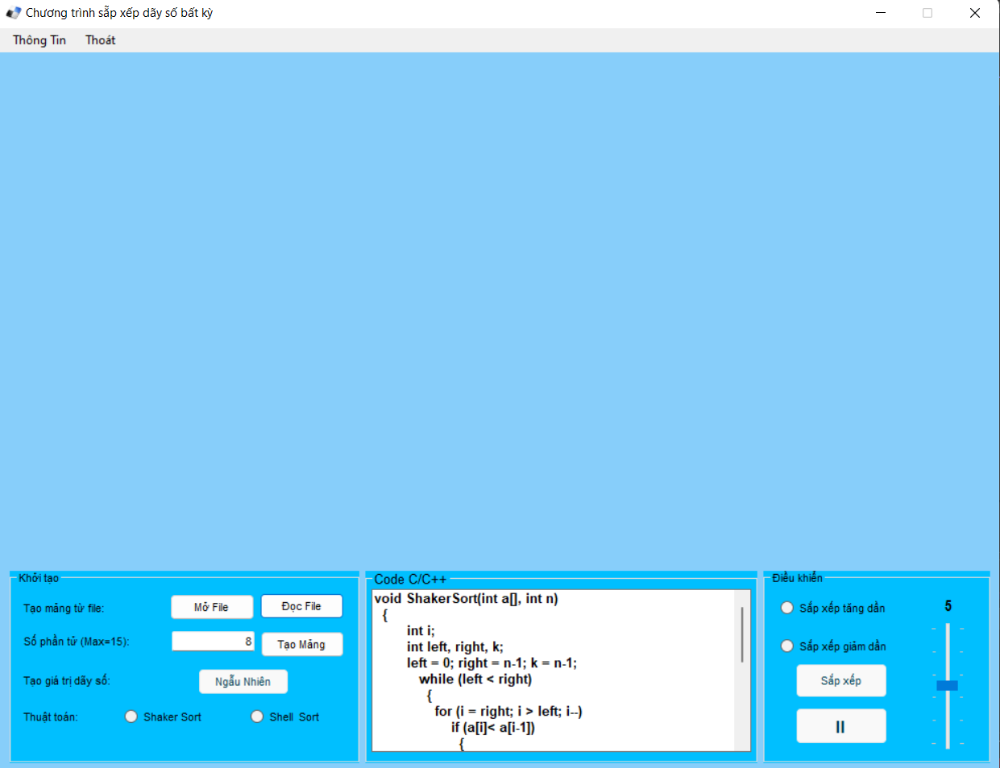 Chương trình sắp xếp dãy số bất kỳ
Thông Tin Thoát
Khởi tạo
Tạo mảng từ file: Mở File Đọc File
Số phần tử (Max=15): 8 Tạo Mảng
Tạo giá trị dãy số: Ngẫu Nhiên
Thuật toán: Shaker Sort Shell Sort
Code C/C++
void ShakerSort(int a[], int n)
{
int i;
int left, right, k;
left = 0; right = n-1; k = n-1;
while (left < right)
{
for (i = right; i > left; i--)
if (a[i]< a[i-1])
{
Điều khiển
Sắp xếp tăng dần 5
Sắp xếp giảm dần
Sắp xếp